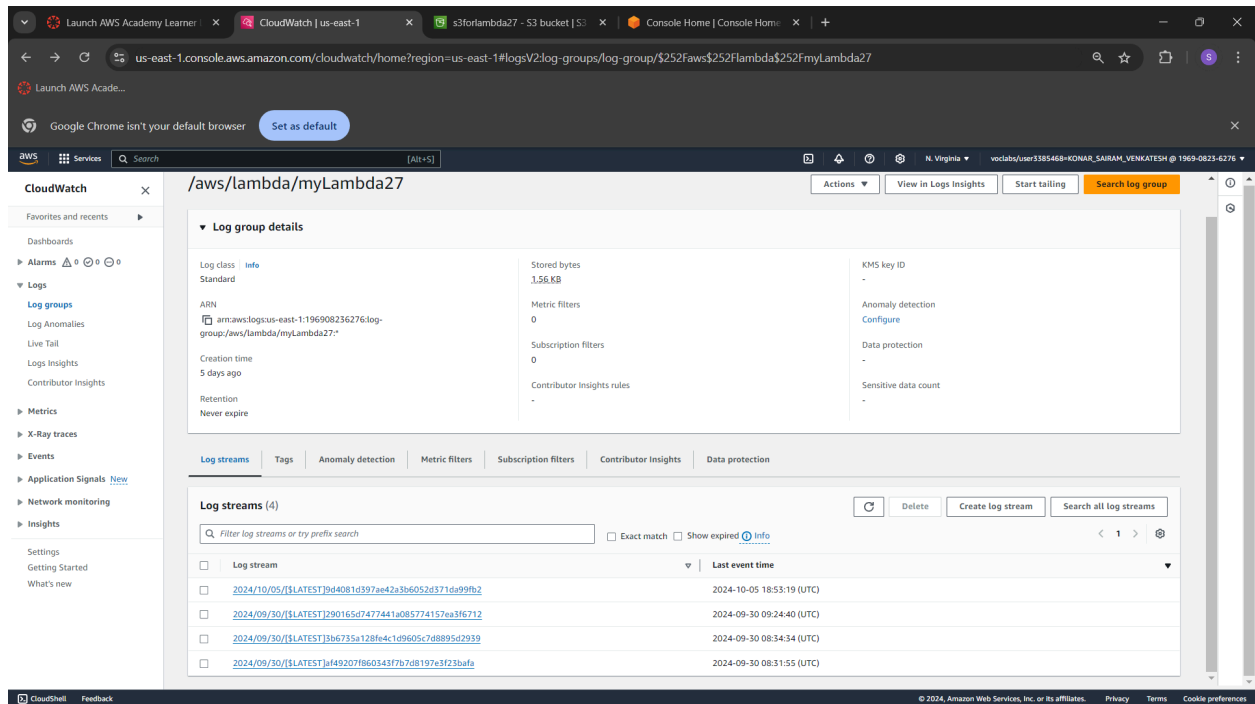 Launch AWS Academy Learner
CloudWatch | us-east-1
s3forlambda27 - S3 bucket | S3
Console Home | Console Home
us-east-1.console.aws.amazon.com/cloudwatch/home?region=us-east-1#logsV2:log-groups/log-group/$252Faws$252Flambda$252FmyLambda27
S
Launch AWS Acade...
Google Chrome isn't your default browser
Set as default
aws
Services
Search
[Alt+S]
N. Virginia
voclabs/user3385468=KONAR_SAIRAM_VENKATESH @ 1969-0823-6276
CloudWatch
Favorites and recents
Dashboards
Alarms 0 0 0
Logs
Log groups
Log Anomalies
Live Tail
Logs Insights
Contributor Insights
Metrics
X-Ray traces
Events
Application Signals New
Network monitoring
Insights
Settings
Getting Started
What's new
/aws/lambda/myLambda27
Actions
View in Logs Insights
Start tailing
Search log group
Log group details
Log class Info
Standard
ARN
arn:aws:logs:us-east-1:196908236276:log-
group:/aws/lambda/myLambda27:*
Creation time
5 days ago
Retention
Never expire
Stored bytes
1.56 KB
Metric filters
0
Subscription filters
0
Contributor Insights rules
-
KMS key ID
-
Anomaly detection
Configure
Data protection
-
Sensitive data count
-
Log streams
Tags
Anomaly detection
Metric filters
Subscription filters
Contributor Insights
Data protection
Log streams (4)
Delete
Create log stream
Search all log streams
Filter log streams or try prefix search
Exact match
Show expired
Info
1
Log stream
Last event time
2024/10/05/[$LATEST]9d4081d397ae42a3b6052d371da99fb2 2024-10-05 18:53:19 (UTC)
2024/09/30/[$LATEST]290165d7477441a085774157ea3f6712 2024-09-30 09:24:40 (UTC)
2024/09/30/[$LATEST]3b6735a128fe4c1d9605c7d8895d2939 2024-09-30 08:34:34 (UTC)
2024/09/30/[$LATEST]af49207f860343f7b7d8197e3f23bafa 2024-09-30 08:31:55 (UTC)
CloudShell
Feedback
© 2024, Amazon Web Services, Inc. or its affiliates.
Privacy
Terms
Cookie preferences